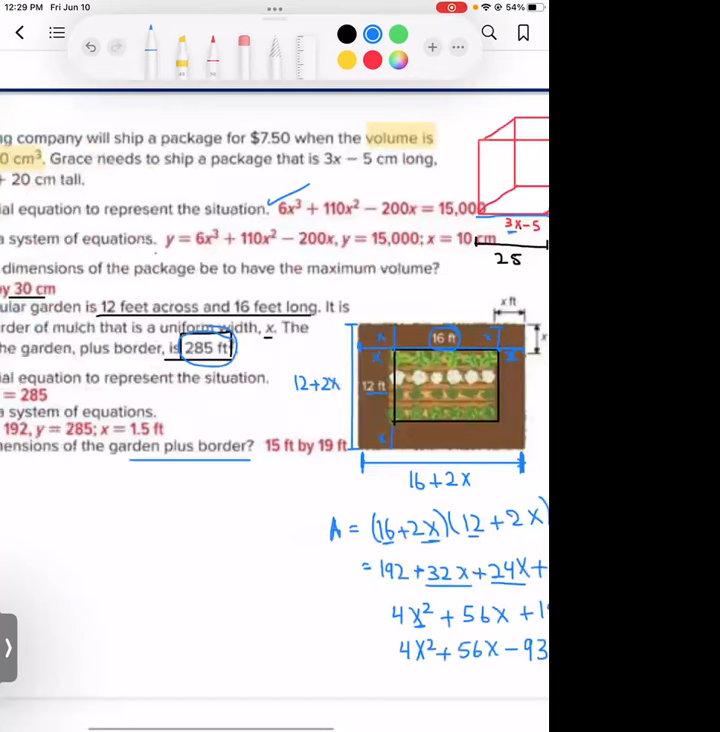 12:29 PM Fri Jun 10
54%
ng company will ship a package for $7.50 when the volume is
0 cm³. Grace needs to ship a package that is 3x − 5 cm long,
+ 20 cm tall.
ial equation to represent the situation. 6x³ + 110x² − 200x = 15,000
a system of equations. y = 6x³ + 110x² − 200x, y = 15,000; x = 10 cm
3x-5
25
dimensions of the package be to have the maximum volume?
by 30 cm
ular garden is 12 feet across and 16 feet long. It is
rder of mulch that is a uniform width, x. The
he garden, plus border, is 285 ft
ial equation to represent the situation.
= 285
a system of equations.
192, y = 285; x = 1.5 ft
mensions of the garden plus border? 15 ft by 19 ft
x ft
x 16 ft x
x
x x
12 ft
12+2x
x
16+2x
A = (16+2x)(12+2x)
= 192+32x+24x+
4x²+56x+1
4x²+56x-93